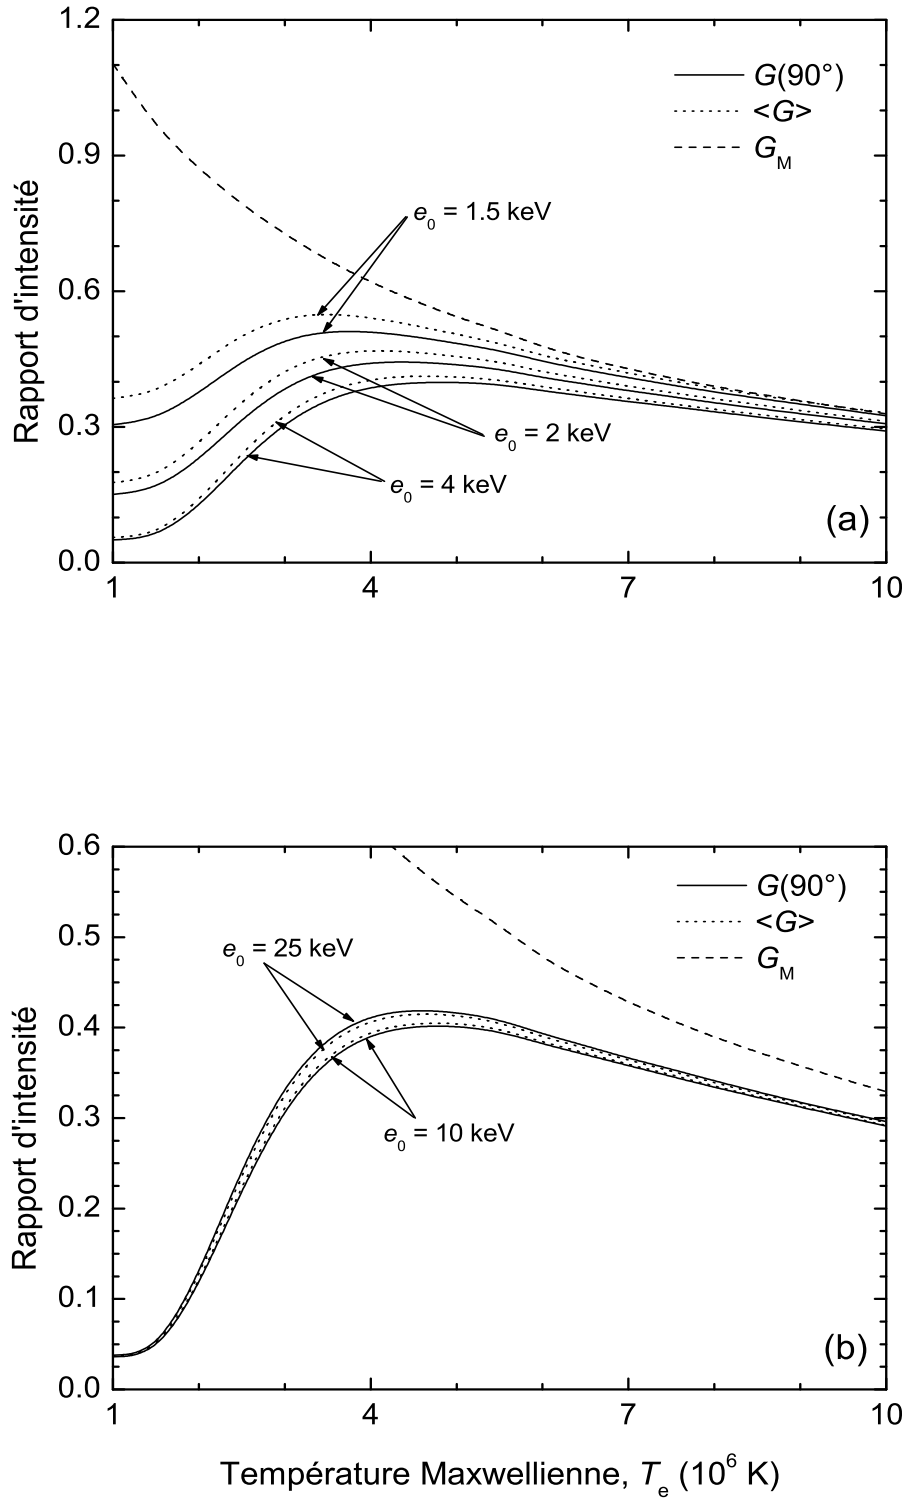 1.2
0.9
0.6
0.3
0.0
Rapport d'intensité
G(90°)
<G>
G_M
e_0 = 1.5 keV
e_0 = 2 keV
e_0 = 4 keV
(a)
1 4 7 10
0.6
0.5
0.4
0.3
0.2
0.1
0.0
Rapport d'intensité
G(90°)
<G>
G_M
e_0 = 25 keV
e_0 = 10 keV
(b)
1 4 7 10
Température Maxwellienne, T_e (10^6 K)